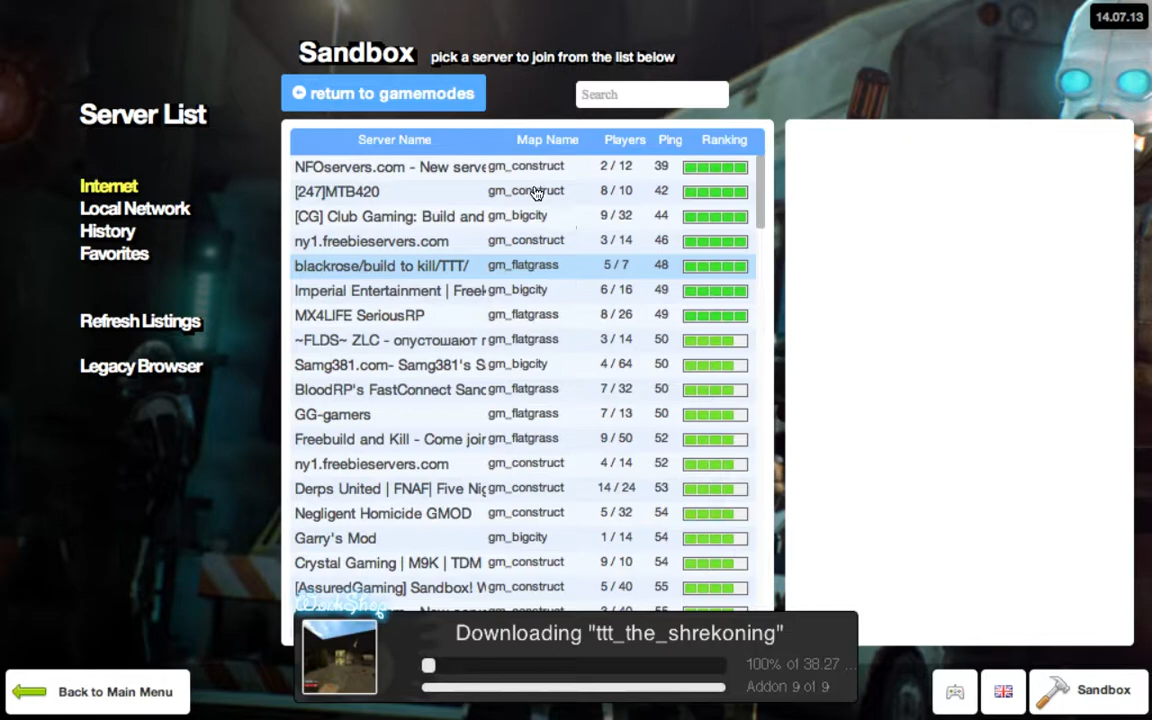 14.07.13
Sandbox pick a server to join from the list below
return to gamemodes
Search
Server List
Internet
Local Network
History
Favorites
Refresh Listings
Legacy Browser
Server Name Map Name Players Ping Ranking
NFOservers.com - New serve gm_construct 2 / 12 39
[247]MTB420 gm_construct 8 / 10 42
[CG] Club Gaming: Build and gm_bigcity 9 / 32 44
ny1.freebieservers.com gm_construct 3 / 14 46
blackrose/build to kill/TTT/ gm_flatgrass 5 / 7 48
Imperial Entertainment | Freek gm_bigcity 6 / 16 49
MX4LIFE SeriousRP gm_flatgrass 8 / 26 49
~FLDS~ ZLC - опустошают г gm_flatgrass 3 / 14 50
Samg381.com- Samg381's S gm_bigcity 4 / 64 50
BloodRP's FastConnect Sand gm_flatgrass 7 / 32 50
GG-gamers gm_flatgrass 7 / 13 50
Freebuild and Kill - Come join gm_flatgrass 9 / 50 52
ny1.freebieservers.com gm_construct 4 / 14 52
Derps United | FNAF| Five Nig gm_construct 14 / 24 53
Negligent Homicide GMOD gm_construct 5 / 32 54
Garry's Mod gm_bigcity 1 / 14 54
Crystal Gaming | M9K | TDM gm_construct 9 / 10 54
[AssuredGaming] Sandbox! W gm_construct 5 / 40 55
WorkShop
Downloading "ttt_the_shrekoning"
100% of 38.27 ...
Addon 9 of 9
Back to Main Menu
Sandbox